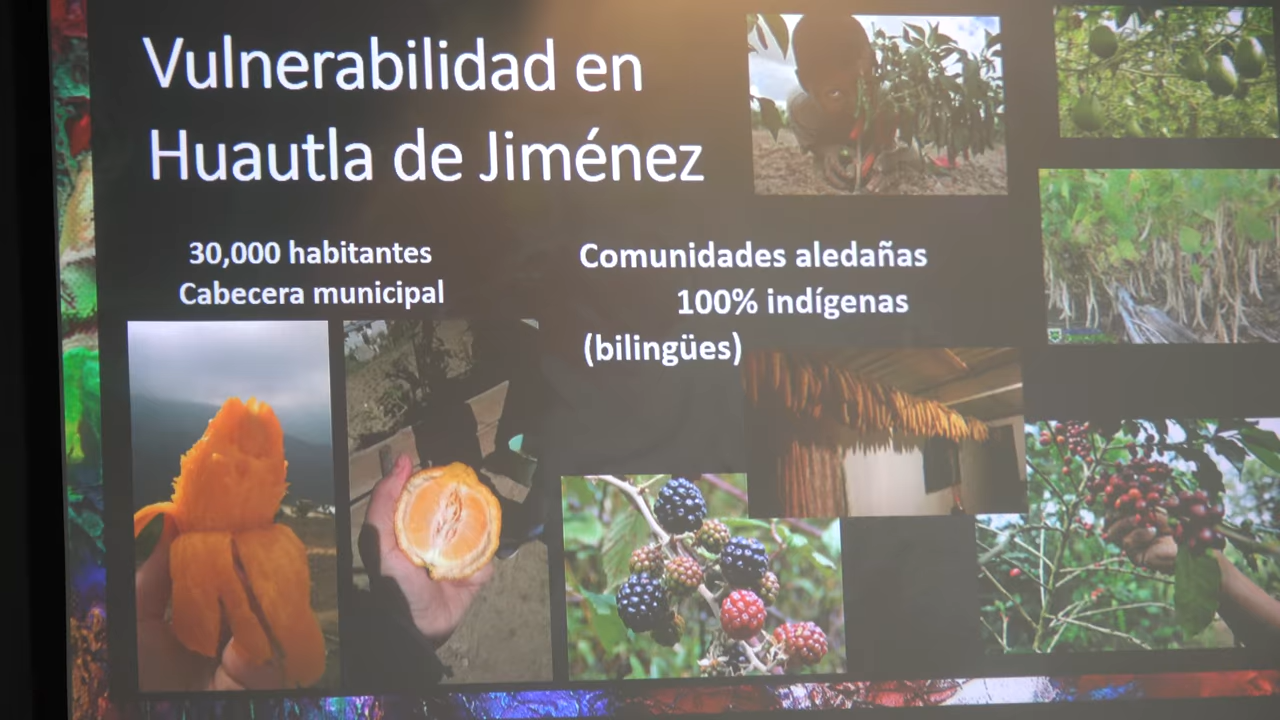 Vulnerabilidad en
Huautla de Jiménez
30,000 habitantes
Cabecera municipal
Comunidades aledañas
100% indígenas
(bilingües)